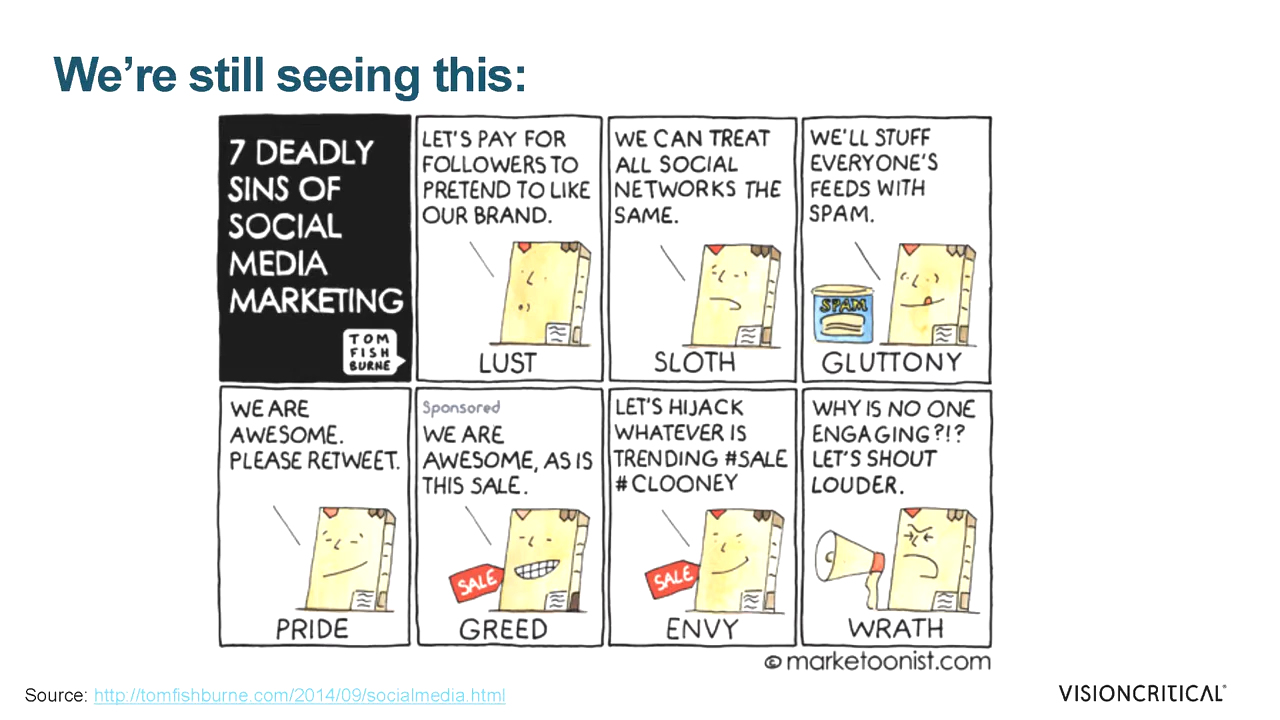 We’re still seeing this:
7 DEADLY
SINS OF
SOCIAL
MEDIA
MARKETING
TOM
FISH
BURNE
LET'S PAY FOR
FOLLOWERS TO
PRETEND TO LIKE
OUR BRAND.
LUST
WE CAN TREAT
ALL SOCIAL
NETWORKS THE
SAME.
SLOTH
WE'LL STUFF
EVERYONE'S
FEEDS WITH
SPAM.
SPAM
GLUTTONY
WE ARE
AWESOME.
PLEASE RETWEET.
PRIDE
Sponsored
WE ARE
AWESOME, AS IS
THIS SALE.
SALE
GREED
LET'S HIJACK
WHATEVER IS
TRENDING #SALE
#CLOONEY
SALE
ENVY
WHY IS NO ONE
ENGAGING?!?
LET'S SHOUT
LOUDER.
WRATH
© marketoonist.com
Source: http://tomfishburne.com/2014/09/socialmedia.html
VISIONCRITICAL®